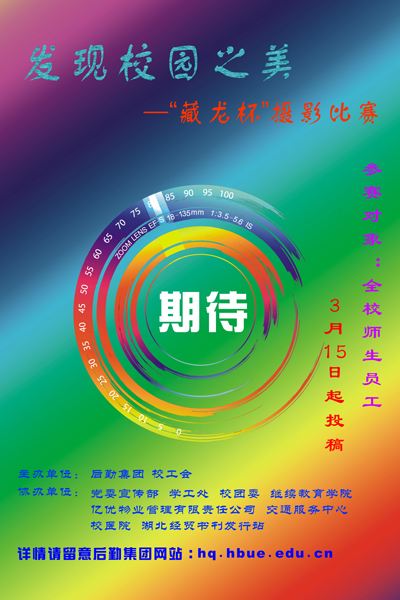 发现校园之美
—“藏龙杯”摄影比赛
参赛对象：全校师生员工
3月15日起投稿
100
95
90
85
80
75
70
65
60
55
50
45
40
35
30
25
20
15
10
5
0
ZOOM LENS EF-S 18-135mm 1:3.5-5.6 IS
期待
主办单位： 后勤集团 校工会
协办单位： 党委宣传部 学工处 校团委 继续教育学院
亿优物业管理有限责任公司 交通服务中心
校医院 湖北经贸书刊发行站
详情请留意后勤集团网站：hq.hbue.edu.cn